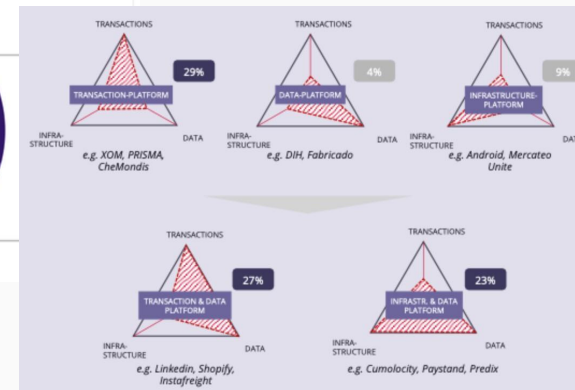 TRANSACTIONS
29%
TRANSACTION-PLATFORM
INFRA-
STRUCTURE
DATA
e.g. XOM, PRISMA,
CheMondis
TRANSACTIONS
4%
DATA-PLATFORM
INFRA-
STRUCTURE
DATA
e.g. DIH, Fabricado
TRANSACTIONS
9%
INFRASTRUCTURE-
PLATFORM
INFRA-
STRUCTURE
e.g. Android, Mercateo
Unite
TRANSACTIONS
27%
TRANSACTION & DATA
PLATFORM
INFRA-
STRUCTURE
DATA
e.g. Linkedin, Shopify,
Instafreight
TRANSACTIONS
23%
INFRASTR. & DATA
PLATFORM
INFRA-
STRUCTURE
DATA
e.g. Cumolocity, Paystand, Predix